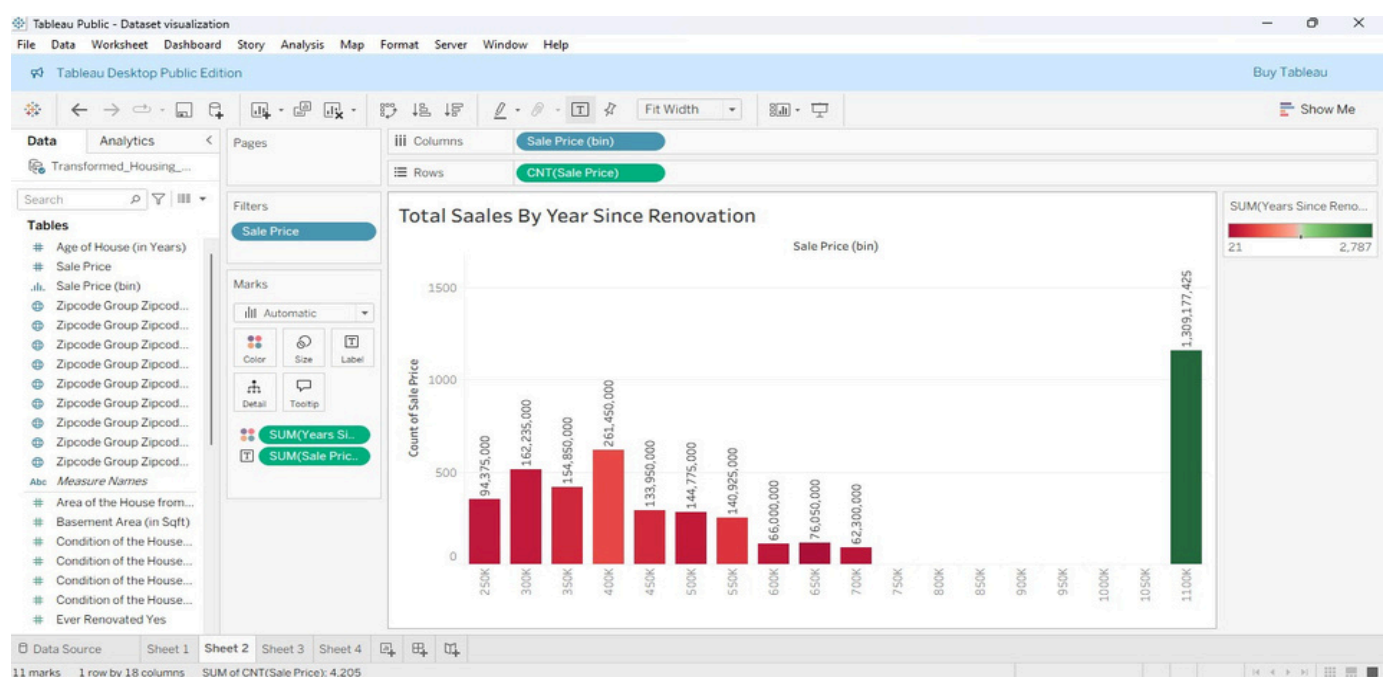 Tableau Public - Dataset visualization
File Data Worksheet Dashboard Story Analysis Map Format Server Window Help
Tableau Desktop Public Edition
Buy Tableau
Fit Width
Show Me
Data Analytics
Transformed_Housing_...
Search
Tables
Age of House (in Years)
Sale Price
Sale Price (bin)
Zipcode Group Zipcod...
Zipcode Group Zipcod...
Zipcode Group Zipcod...
Zipcode Group Zipcod...
Zipcode Group Zipcod...
Zipcode Group Zipcod...
Zipcode Group Zipcod...
Zipcode Group Zipcod...
Zipcode Group Zipcod...
Abc Measure Names
Area of the House from...
Basement Area (in Sqft)
Condition of the House...
Condition of the House...
Condition of the House...
Condition of the House...
Ever Renovated Yes
Pages
Filters
Sale Price
Marks
Automatic
Color Size Label
Detail Tooltip
SUM(Years Si..
SUM(Sale Pric..
Columns Sale Price (bin)
Rows CNT(Sale Price)
Total Saales By Year Since Renovation
Sale Price (bin)
Count of Sale Price
1500
1000
500
0
94,375,000
162,235,000
154,850,000
261,450,000
133,950,000
144,775,000
140,925,000
66,000,000
76,050,000
62,300,000
1,309,177,425
250K
300K
350K
400K
450K
500K
550K
600K
650K
700K
750K
800K
850K
900K
950K
1000K
1050K
1100K
SUM(Years Since Reno...
21 2,787
Data Source Sheet 1 Sheet 2 Sheet 3 Sheet 4
11 marks 1 row by 18 columns SUM of CNT(Sale Price): 4,205